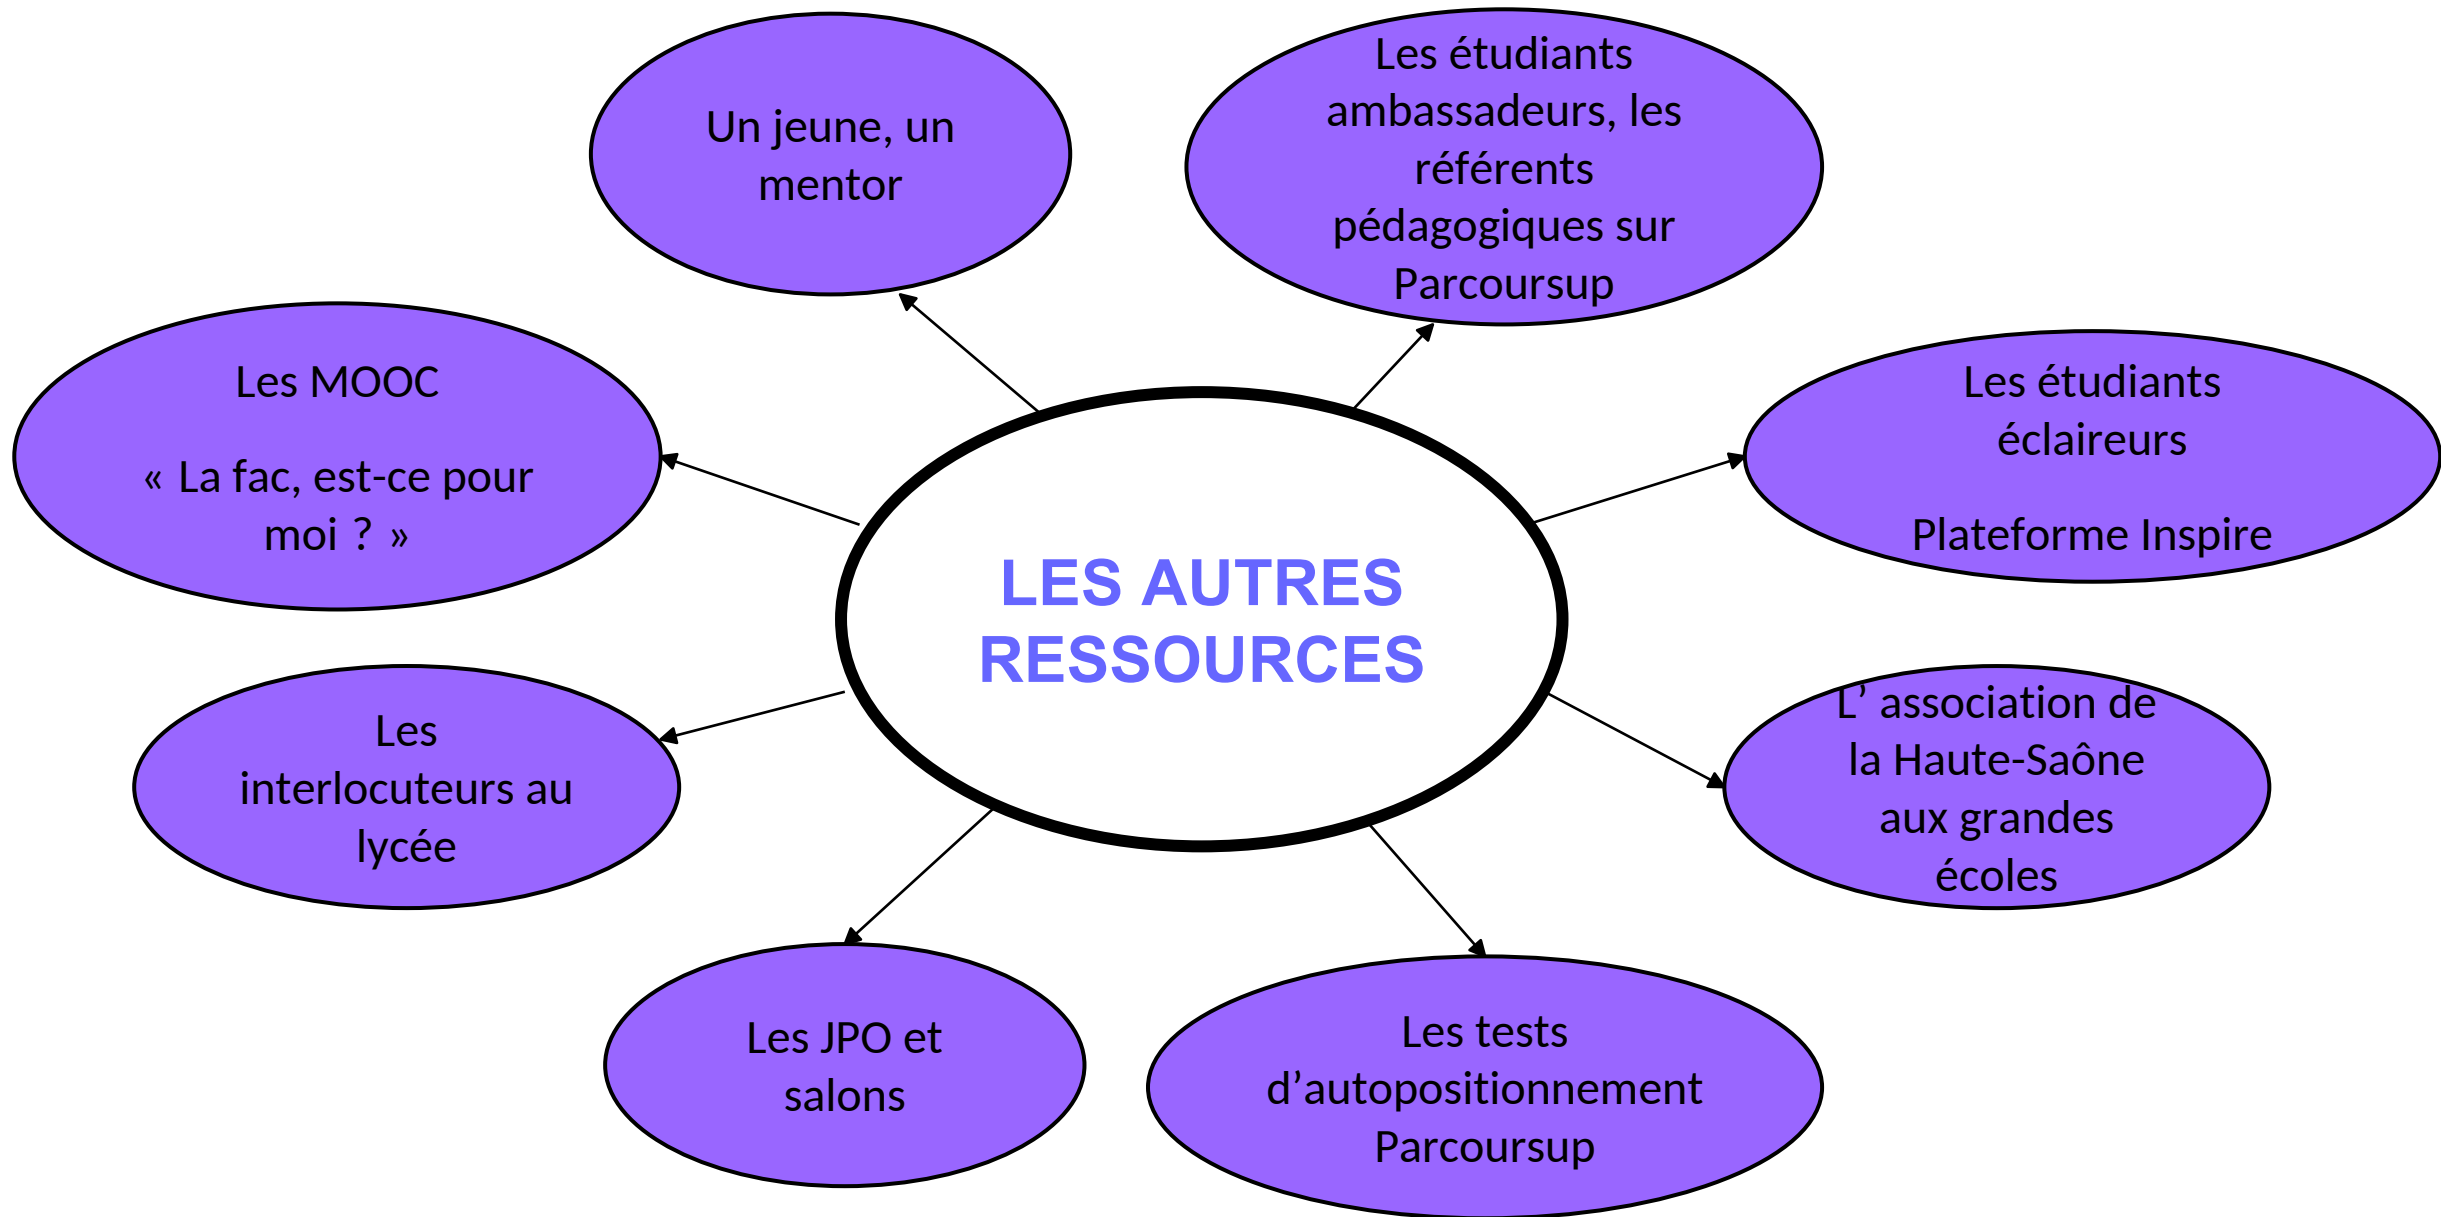 Un jeune, un
mentor
Les étudiants
ambassadeurs, les
référents
pédagogiques sur
Parcoursup
Les MOOC
« La fac, est-ce pour
moi ? »
Les étudiants
éclaireurs
Plateforme Inspire
LES AUTRES
RESSOURCES
Les
interlocuteurs au
lycée
L’ association de
la Haute-Saône
aux grandes
écoles
Les JPO et
salons
Les tests
d’autopositionnement
Parcoursup